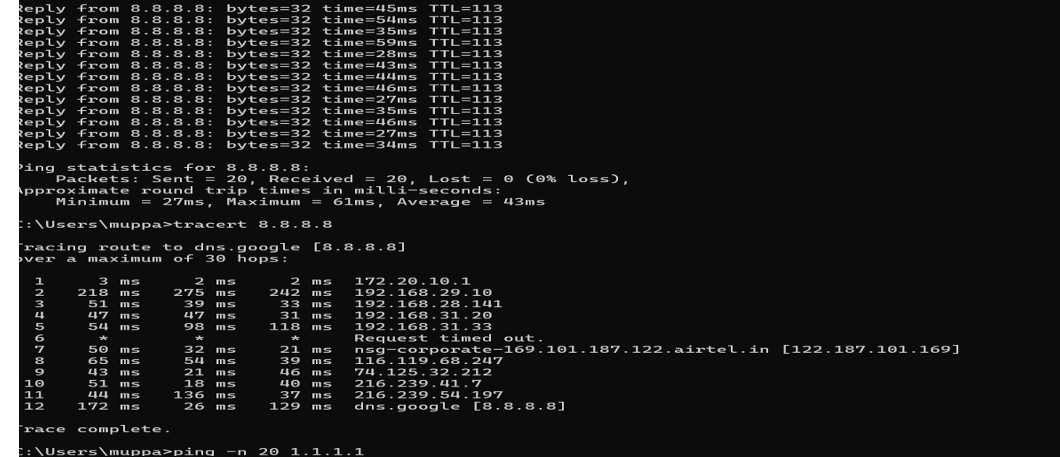 Reply from 8.8.8.8: bytes=32 time=45ms TTL=113
Reply from 8.8.8.8: bytes=32 time=54ms TTL=113
Reply from 8.8.8.8: bytes=32 time=35ms TTL=113
Reply from 8.8.8.8: bytes=32 time=59ms TTL=113
Reply from 8.8.8.8: bytes=32 time=28ms TTL=113
Reply from 8.8.8.8: bytes=32 time=43ms TTL=113
Reply from 8.8.8.8: bytes=32 time=44ms TTL=113
Reply from 8.8.8.8: bytes=32 time=46ms TTL=113
Reply from 8.8.8.8: bytes=32 time=27ms TTL=113
Reply from 8.8.8.8: bytes=32 time=35ms TTL=113
Reply from 8.8.8.8: bytes=32 time=46ms TTL=113
Reply from 8.8.8.8: bytes=32 time=27ms TTL=113
Reply from 8.8.8.8: bytes=32 time=34ms TTL=113
Ping statistics for 8.8.8.8:
Packets: Sent = 20, Received = 20, Lost = 0 (0% loss),
Approximate round trip times in milli-seconds:
Minimum = 27ms, Maximum = 61ms, Average = 43ms
C:\Users\muppa>tracert 8.8.8.8
Tracing route to dns.google [8.8.8.8]
over a maximum of 30 hops:
1 3 ms 2 ms 2 ms 172.20.10.1
2 218 ms 275 ms 242 ms 192.168.29.10
3 51 ms 39 ms 33 ms 192.168.28.141
4 47 ms 47 ms 31 ms 192.168.31.20
5 54 ms 98 ms 118 ms 192.168.31.33
6 * * * Request timed out.
7 50 ms 32 ms 21 ms nsg-corporate-169.101.187.122.airtel.in [122.187.101.169]
8 65 ms 54 ms 39 ms 116.119.68.247
9 43 ms 21 ms 46 ms 74.125.32.212
10 51 ms 18 ms 40 ms 216.239.41.7
11 44 ms 136 ms 37 ms 216.239.54.197
12 172 ms 26 ms 129 ms dns.google [8.8.8.8]
Trace complete.
C:\Users\muppa>ping -n 20 1.1.1.1